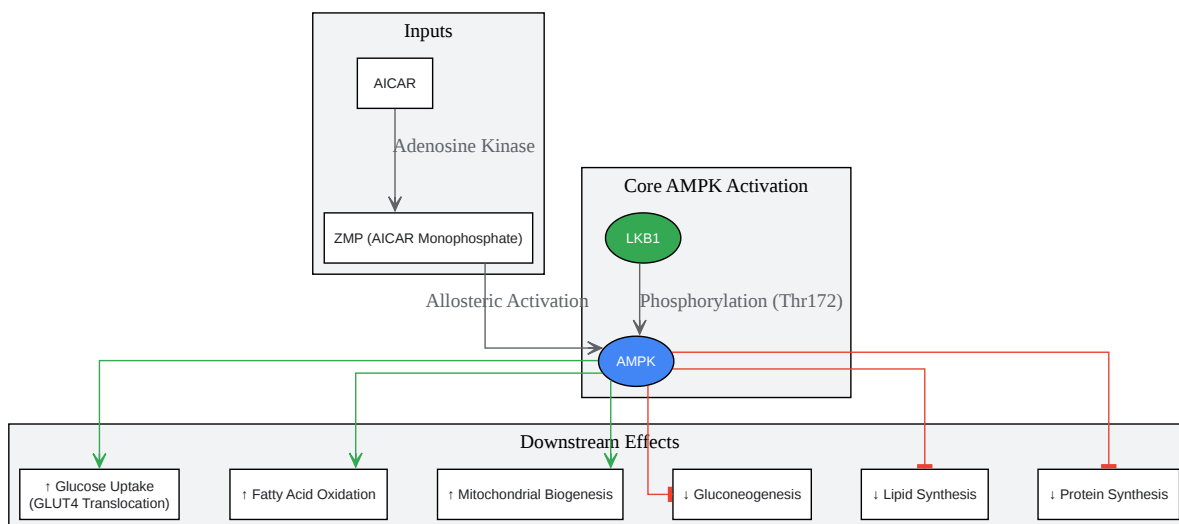 Inputs
AICAR
Adenosine Kinase
Core AMPK Activation
ZMP (AICAR Monophosphate)
LKB1
Allosteric Activation
Phosphorylation (Thr172)
AMPK
Downstream Effects
↑ Glucose Uptake
(GLUT4 Translocation)
↑ Fatty Acid Oxidation
↑ Mitochondrial Biogenesis
↓ Gluconeogenesis
↓ Lipid Synthesis
↓ Protein Synthesis